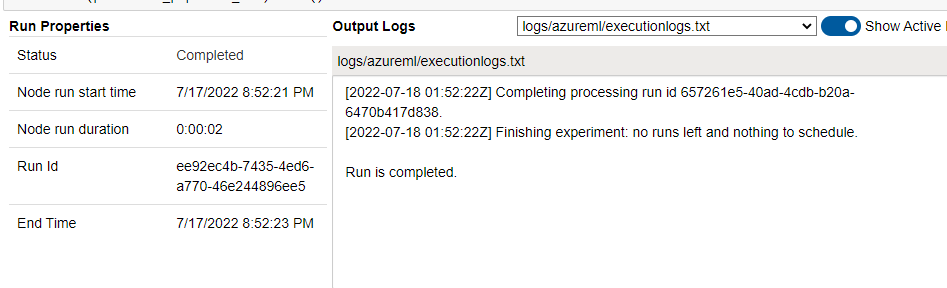 Run Properties
Output Logs
logs/azureml/executionlogs.txt
Show Active
Status Completed
Node run start time 7/17/2022 8:52:21 PM
Node run duration 0:00:02
Run Id ee92ec4b-7435-4ed6-
a770-46e244896ee5
End Time 7/17/2022 8:52:23 PM
logs/azureml/executionlogs.txt
[2022-07-18 01:52:22Z] Completing processing run id 657261e5-40ad-4cdb-b20a-
6470b417d838.
[2022-07-18 01:52:22Z] Finishing experiment: no runs left and nothing to schedule.
Run is completed.